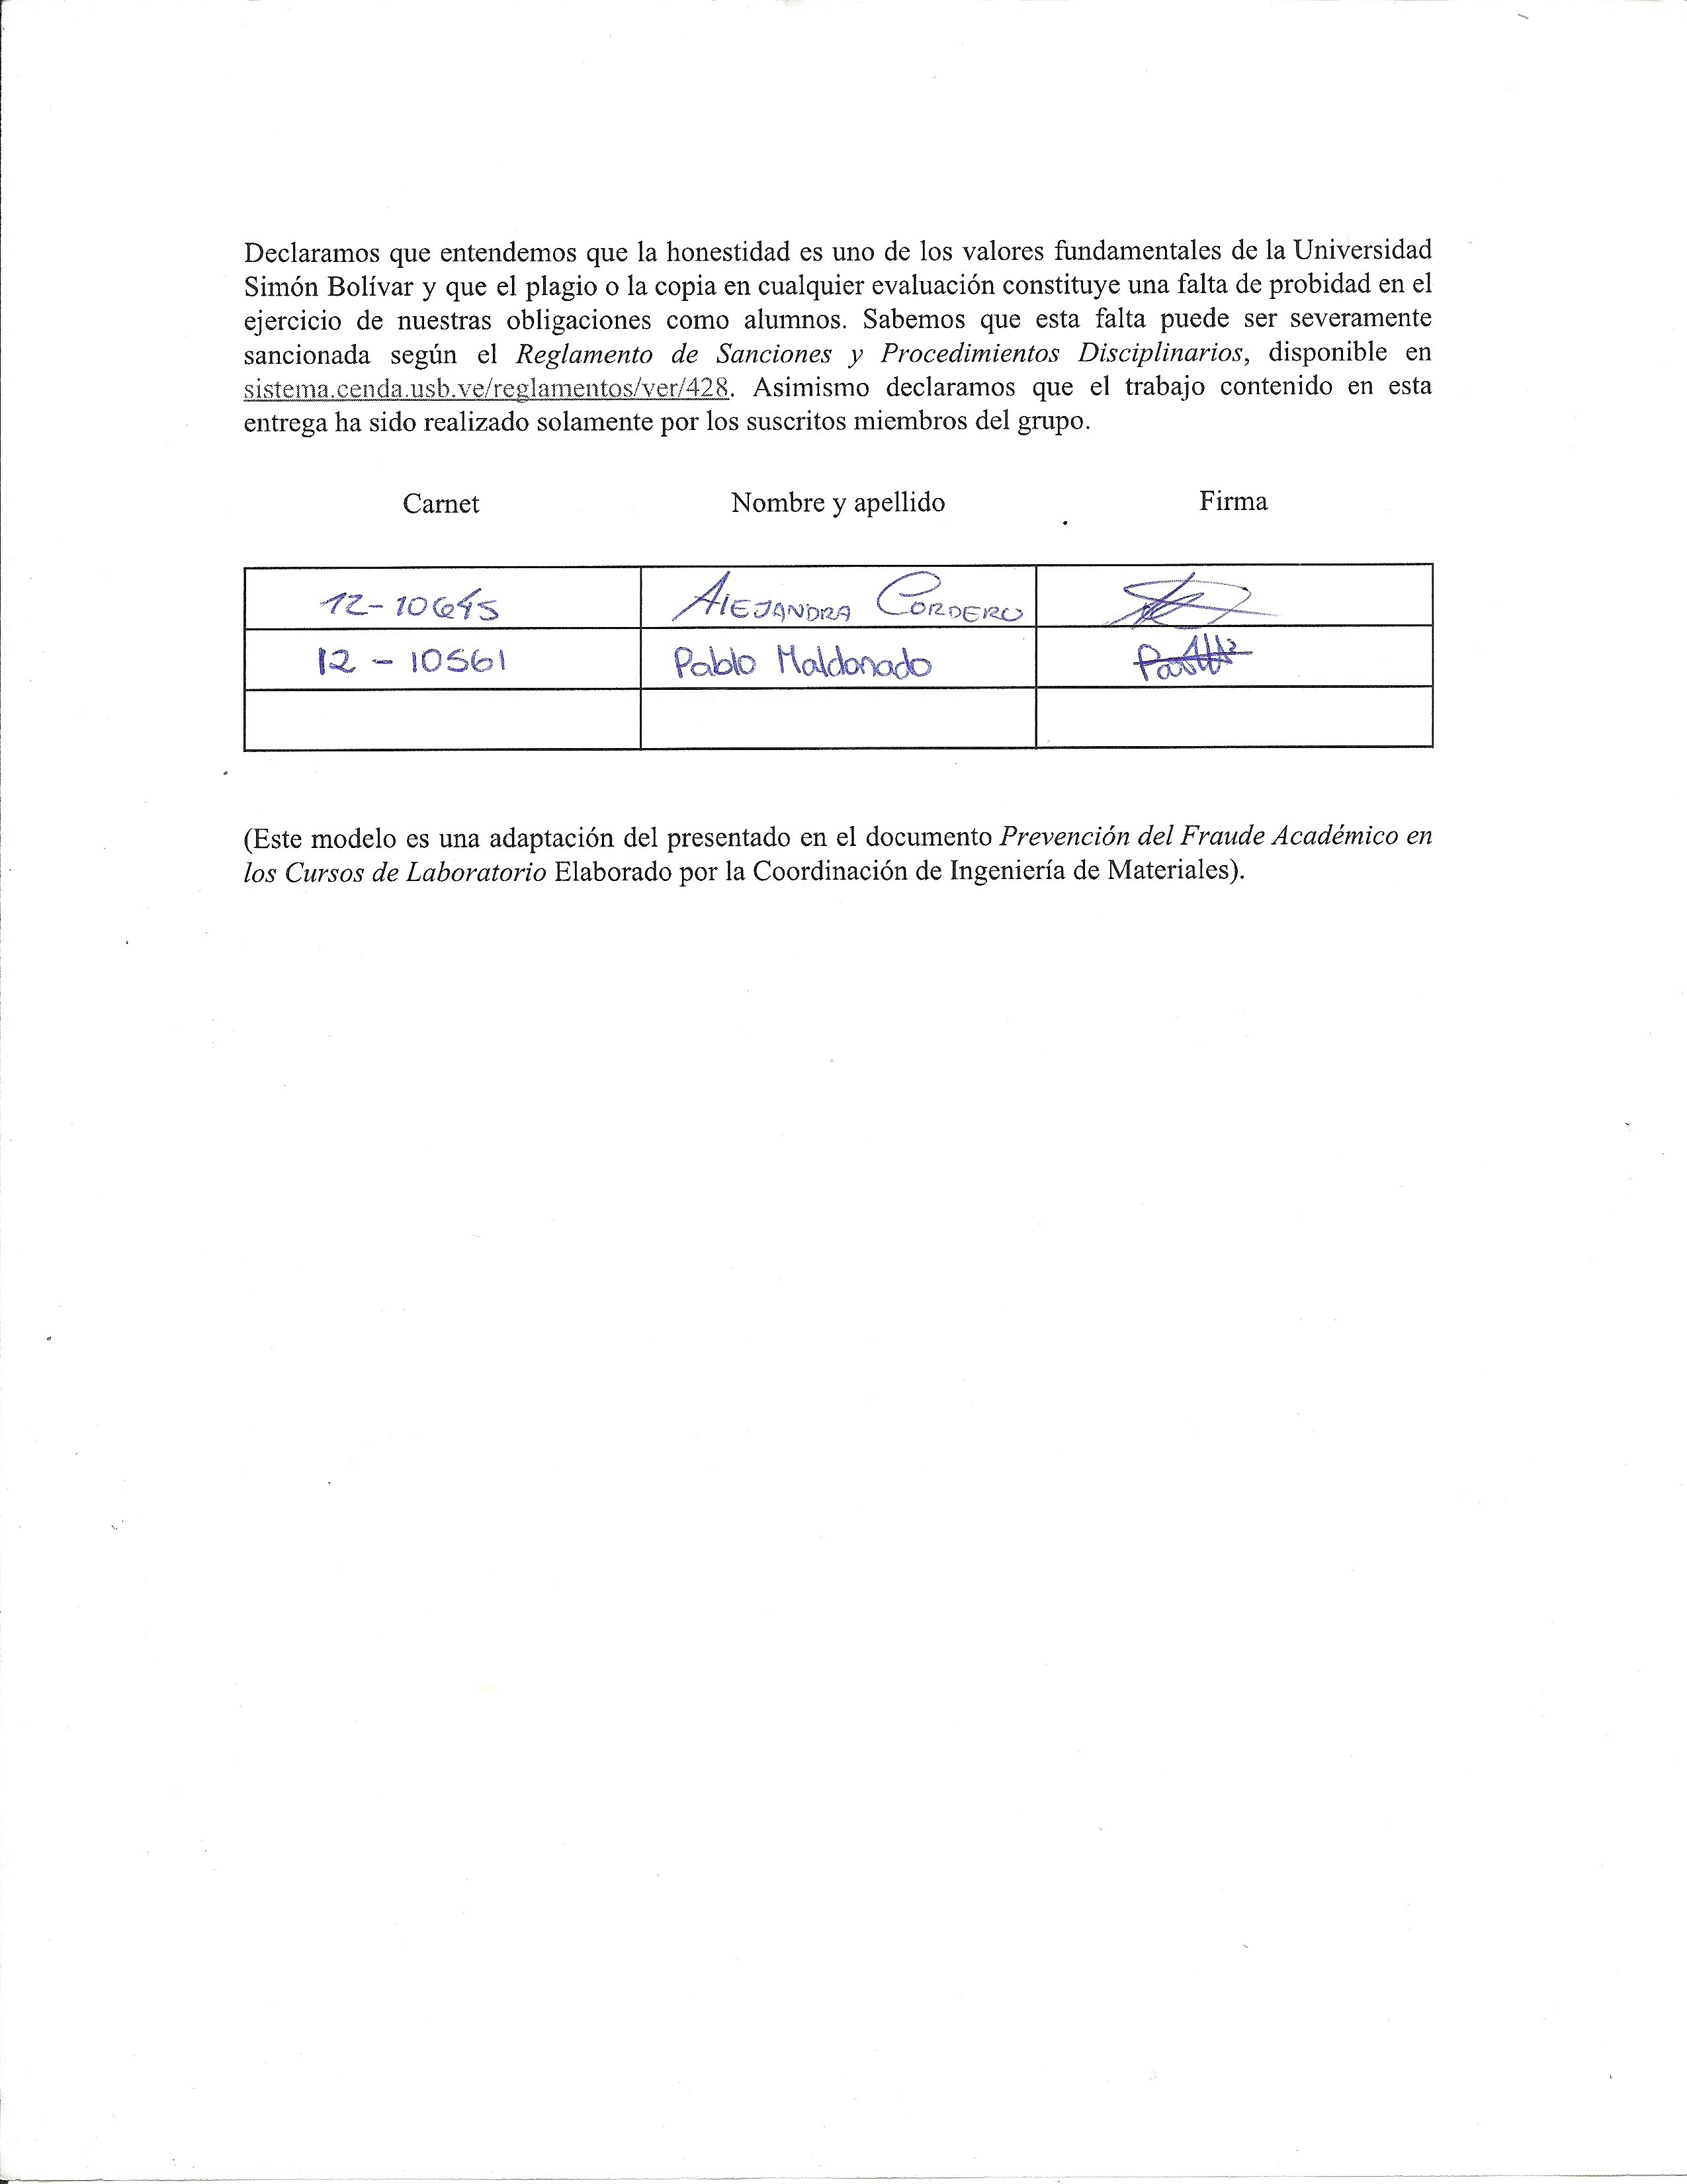 Declaramos que entendemos que la honestidad es uno de los valores fundamentales de la Universidad
Simón Bolívar y que el plagio o la copia en cualquier evaluación constituye una falta de probidad en el
ejercicio de nuestras obligaciones como alumnos. Sabemos que esta falta puede ser severamente
sancionada según el Reglamento de Sanciones y Procedimientos Disciplinarios, disponible en
sistema.cenda.usb.ve/reglamentos/ver/428. Asimismo declaramos que el trabajo contenido en esta
entrega ha sido realizado solamente por los suscritos miembros del grupo.
Carnet Nombre y apellido Firma
ALEJANDRA CORDERO
12 - 10561 Pablo Maldonado
(Este modelo es una adaptación del presentado en el documento Prevención del Fraude Académico en
los Cursos de Laboratorio Elaborado por la Coordinación de Ingeniería de Materiales).